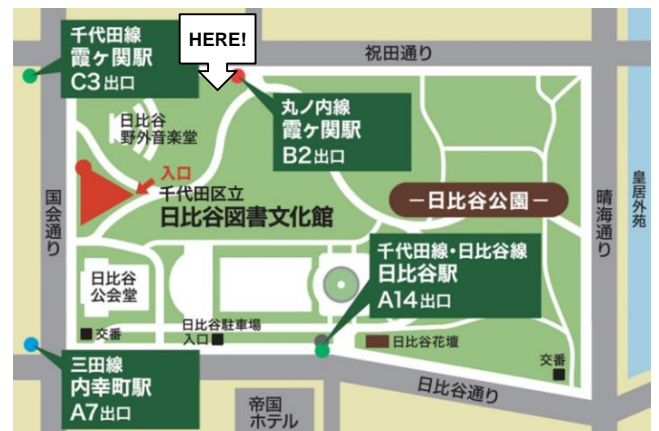 千代田線
霞ヶ関駅
C3出口
HERE!
祝田通り
丸ノ内線
霞ヶ関駅
B2出口
日比谷
野外音楽堂
入口
千代田区立
日比谷図書文化館
国会通り
日比谷公園
晴海通り
皇居外苑
千代田線・日比谷線
日比谷駅
A14出口
日比谷
公会堂
交番
日比谷駐車場
入口
日比谷花壇
交番
三田線
内幸町駅
A7出口
帝国
ホテル
日比谷通り